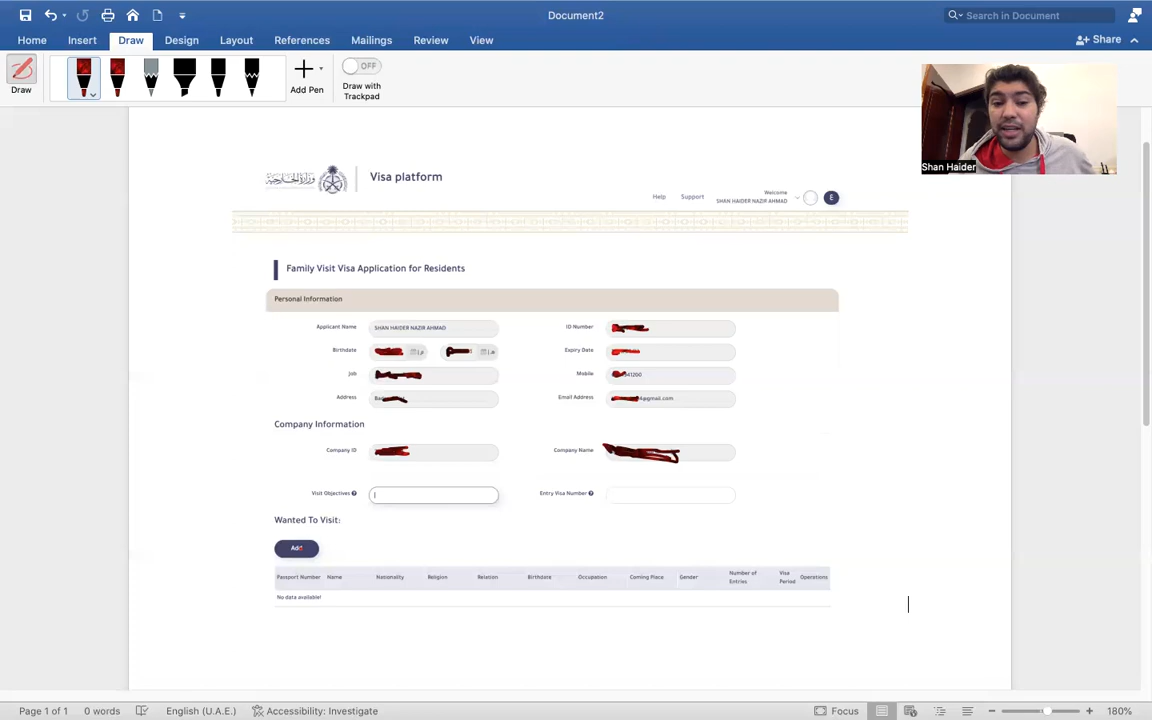 Document2
Search in Document
Home Insert Draw Design Layout References Mailings Review View
Share
OFF
Draw
Add Pen
Draw with
Trackpad
Shan Haider
وزارة الخارجية
Visa platform
Help Support
Welcome
SHAN HAIDER NAZIR AHMAD
E
Family Visit Visa Application for Residents
Personal Information
Applicant Name SHAN HAIDER NAZIR AHMAD
ID Number
Birthdate
Expiry Date
Job
Mobile
Address
Email Address @gmail.com
Company Information
Company ID
Company Name
Visit Objectives
Entry Visa Number
Wanted To Visit:
Add
Passport Number Name Nationality Religion Relation Birthdate Occupation Coming Place Gender Number of Entries Visa Period Operations
No data available!
Page 1 of 1 0 words English (U.A.E.) Accessibility: Investigate Focus 180%